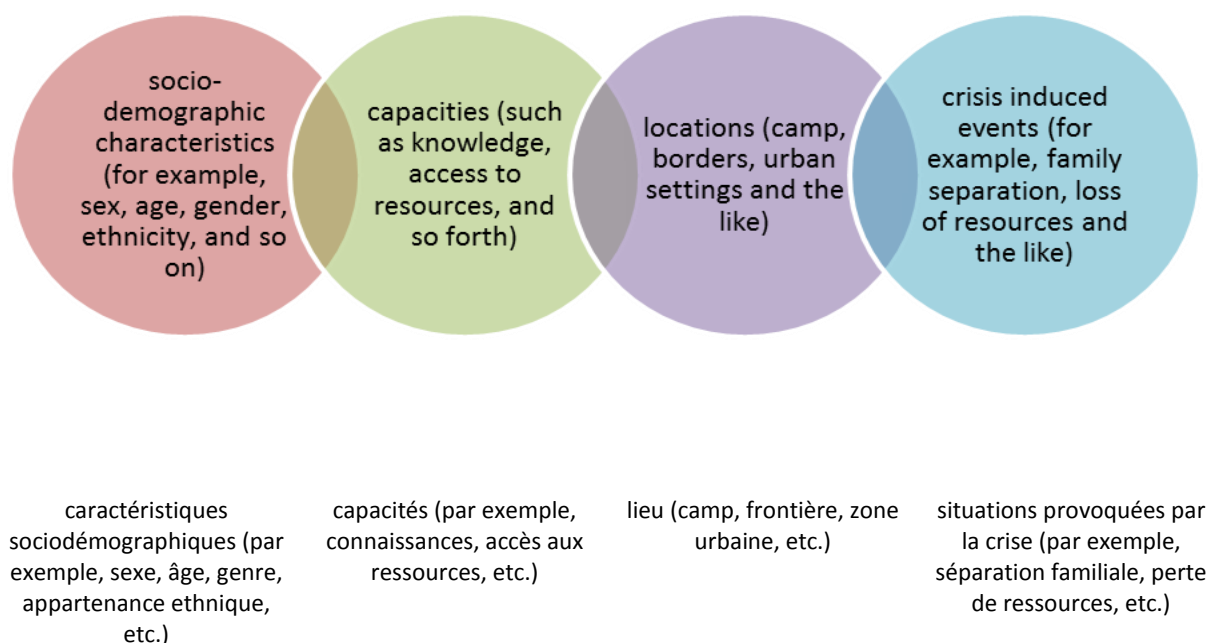 socio-
demographic
characteristics
(for example,
sex, age, gender,
ethnicity, and so
on)
capacities (such
as knowledge,
access to
resources, and
so forth)
locations (camp,
borders, urban
settings and the
like)
crisis induced
events (for
example, family
separation, loss
of resources and
the like)
caractéristiques
sociodémographiques (par
exemple, sexe, âge, genre,
appartenance ethnique,
etc.)
capacités (par exemple,
connaissances, accès aux
ressources, etc.)
lieu (camp, frontière, zone
urbaine, etc.)
situations provoquées par
la crise (par exemple,
séparation familiale, perte
de ressources, etc.)